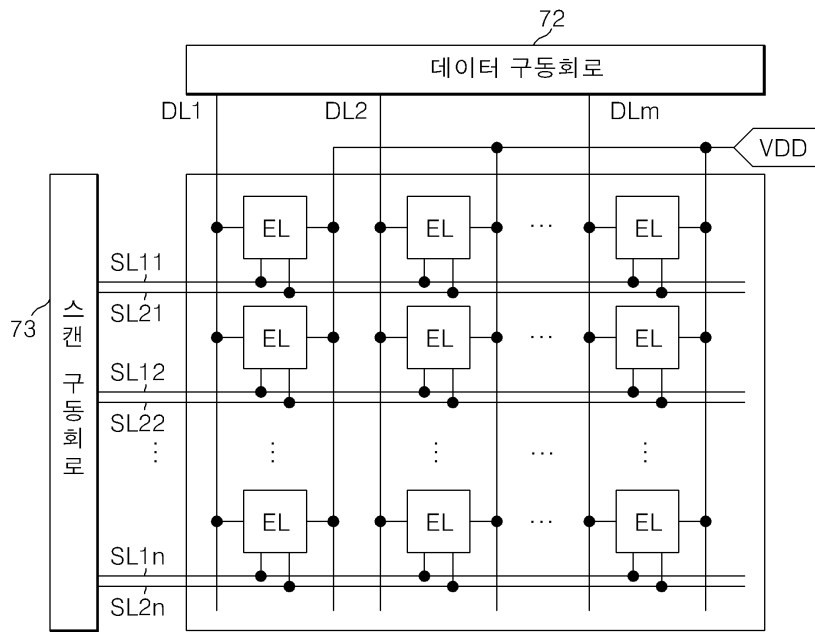 72
데이터 구동회로
DL1 DL2 DLm
VDD
EL EL ... EL
SL11
SL21
73
스캔 구동회로
EL EL ... EL
SL12
SL22
⋮ ⋮ ⋮ ... ⋮
EL EL ... EL
SL1n
SL2n